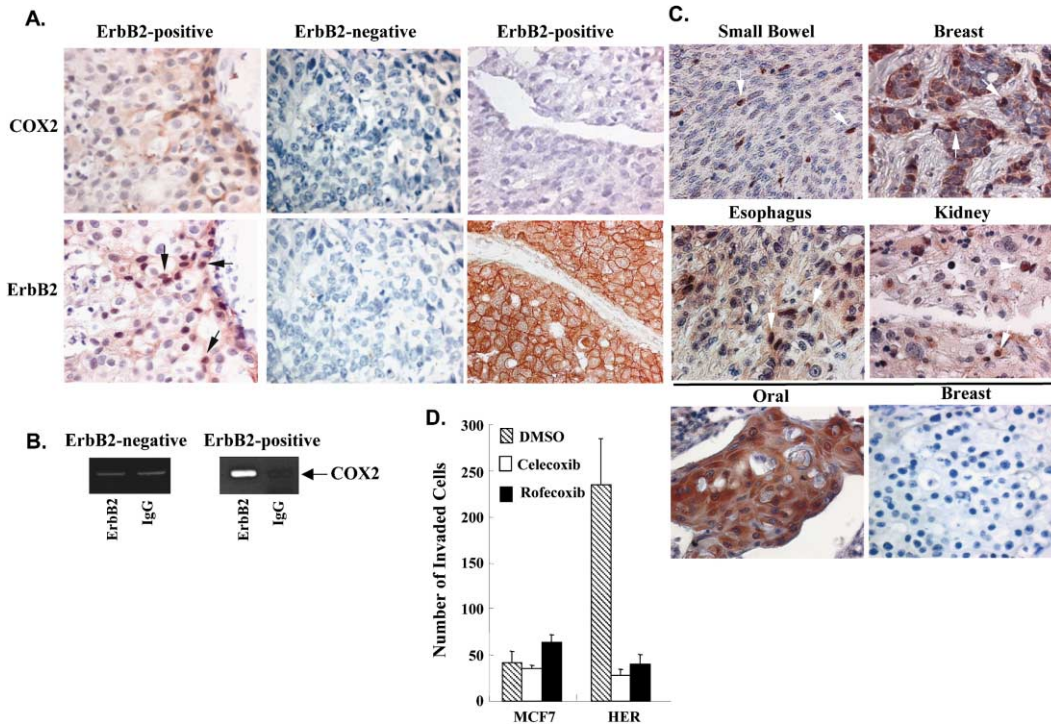 A.
ErbB2-positive
ErbB2-negative
ErbB2-positive
COX2
ErbB2
B.
ErbB2-negative
ErbB2-positive
COX2
ErbB2
IgG
ErbB2
IgG
C.
Small Bowel
Breast
Esophagus
Kidney
Oral
Breast
D.
Number of Invaded Cells
300
250
200
150
100
50
0
DMSO
Celecoxib
Rofecoxib
MCF7
HER